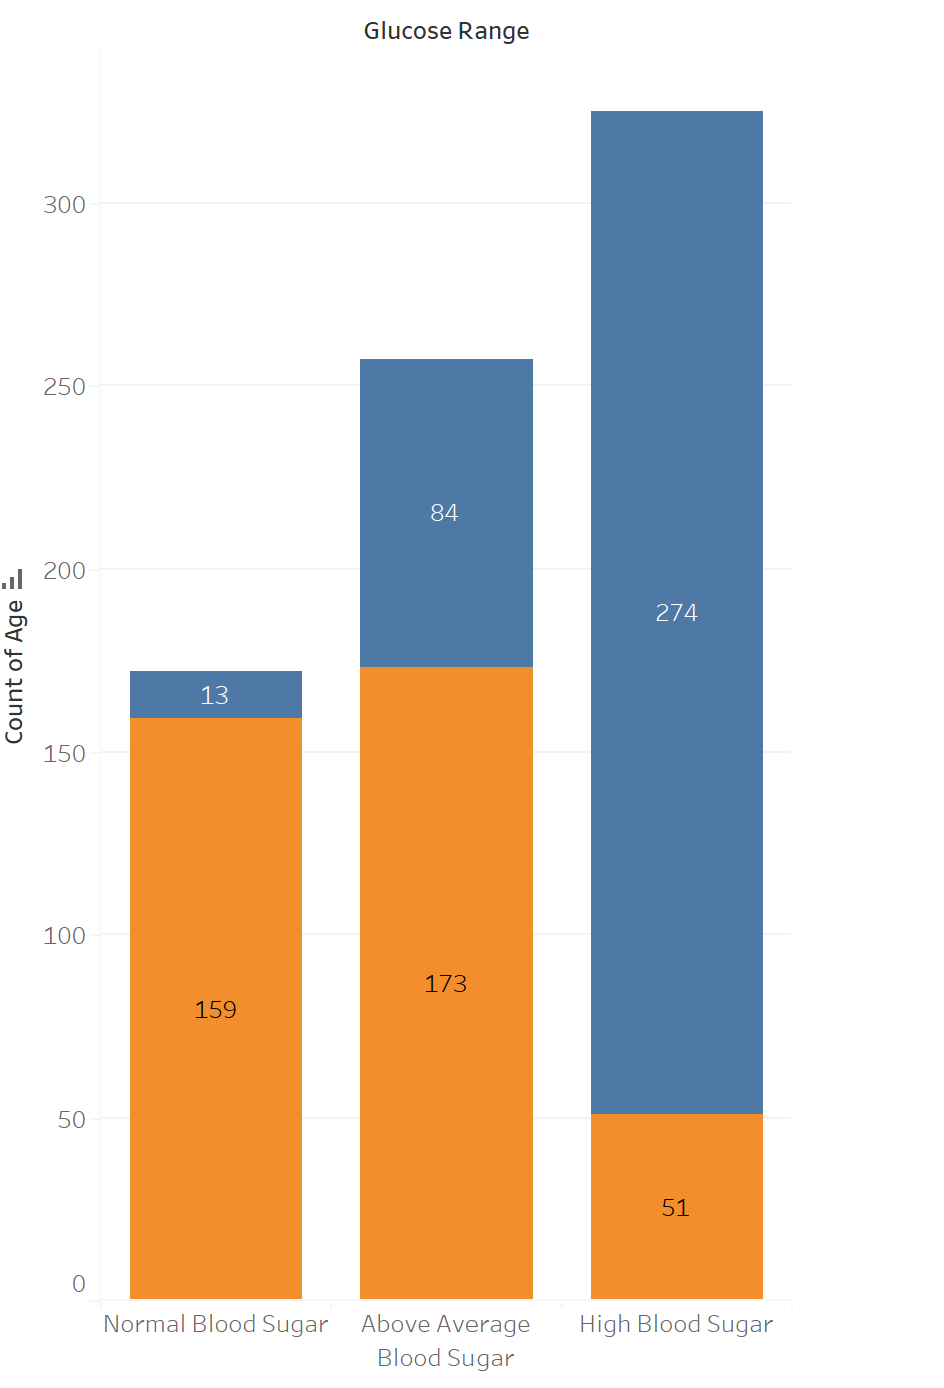 Glucose Range
Count of Age
300
250
200
150
100
50
0
13
159
84
173
274
51
Normal Blood Sugar
Above Average
Blood Sugar
High Blood Sugar